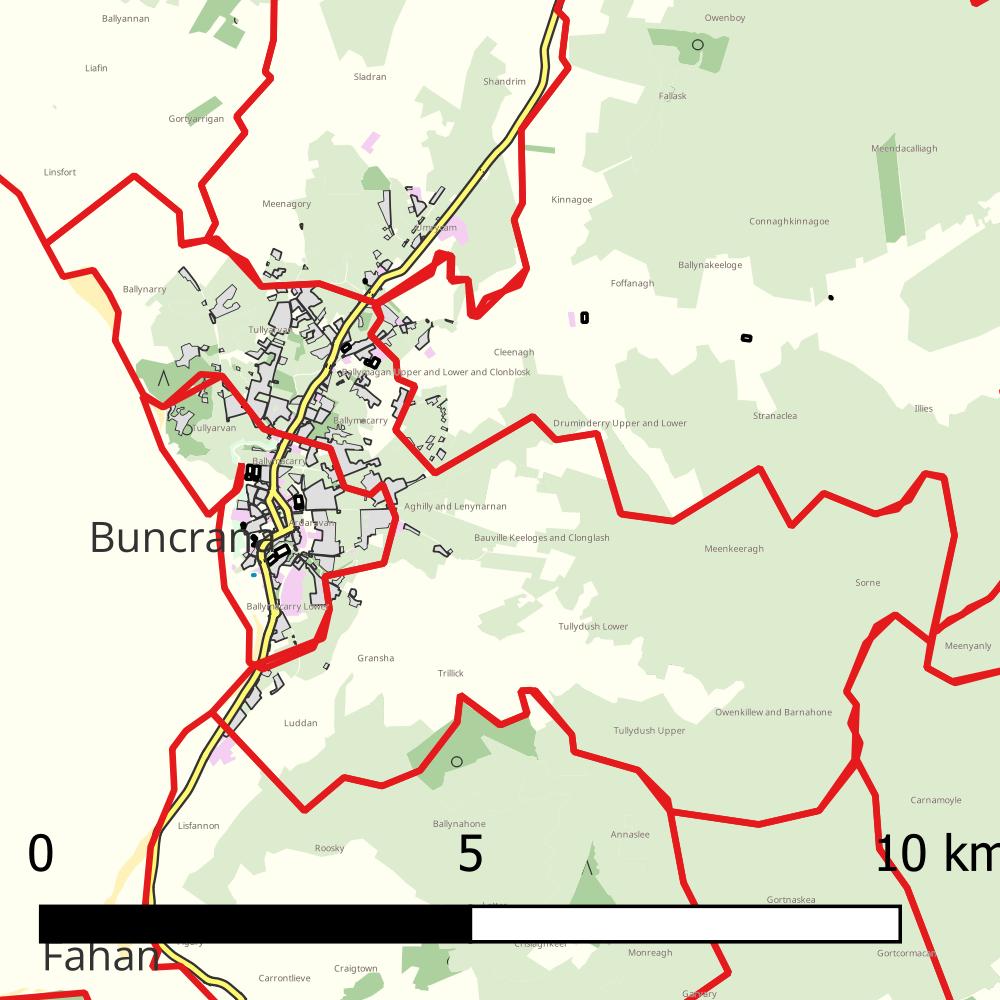 Ballyannan
Owenboy
Liafin
Sladran
Shandrim
Fallask
Gortyarrigan
Meendacalliagh
Linsfort
Meenagory
Kinnagoe
Connaghkinnagoe
Ballynakeeloge
Foffanagh
Ballynarry
Tullyarvan
Cleenagh
Ballymagan Upper and Lower and Clonblosk
Illies
Stranaclea
Ballymacarry
Druminderry Upper and Lower
Tullyarvan
Ballymacarry
Aghilly and Lenynarnan
Ardaravan
Buncrana
Bauville Keeloges and Clonglash
Meenkeeragh
Sorne
Ballymacarry Lower
Tullydush Lower
Meenyanly
Gransha
Trillick
Owenkillew and Barnahone
Luddan
Tullydush Upper
Carnamoyle
Lisfannon
Ballynahone
Annaslee
Roosky
0 5 10 km
Gortnaskea
Crislaghkeel
Fahan
Monreagh
Gortcormacan
Craigtown
Carrontlieve